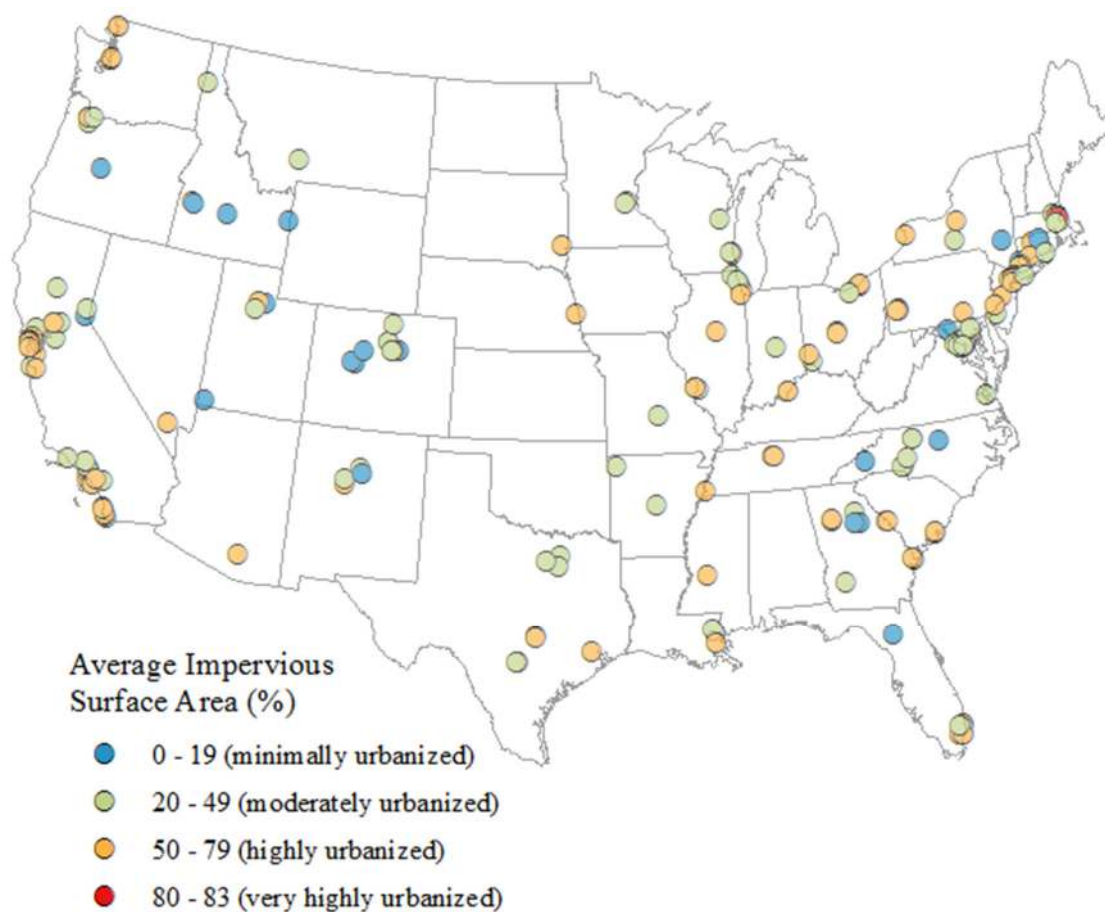 Average Impervious
Surface Area (%)
0 - 19 (minimally urbanized)
20 - 49 (moderately urbanized)
50 - 79 (highly urbanized)
80 - 83 (very highly urbanized)